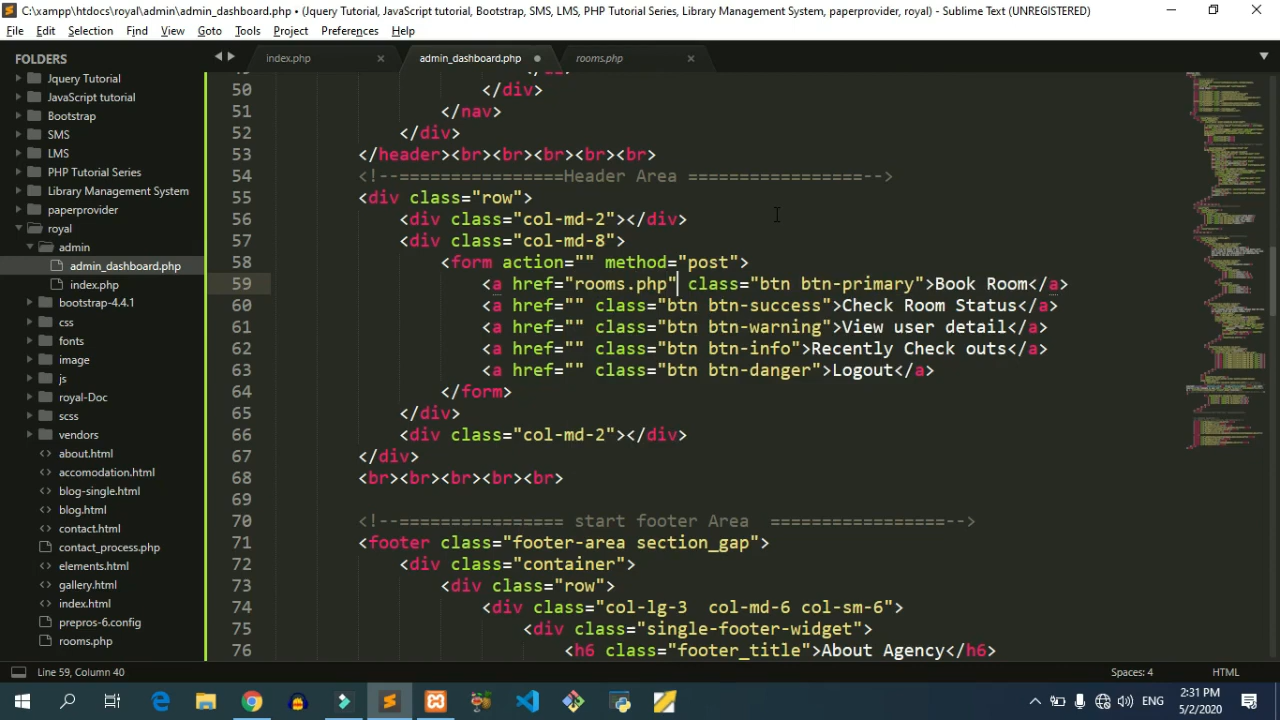 C:\xampp\htdocs\royal\admin\admin_dashboard.php • (Jquery Tutorial, JavaScript tutorial, Bootstrap, SMS, LMS, PHP Tutorial Series, Library Management System, paperprovider, royal) - Sublime Text (UNREGISTERED)
File Edit Selection Find View Goto Tools Project Preferences Help
FOLDERS
Jquery Tutorial
JavaScript tutorial
Bootstrap
SMS
LMS
PHP Tutorial Series
Library Management System
paperprovider
royal
admin
admin_dashboard.php
index.php
bootstrap-4.4.1
css
fonts
image
js
royal-Doc
scss
vendors
about.html
accomodation.html
blog-single.html
blog.html
contact.html
contact_process.php
elements.html
gallery.html
index.html
prepros-6.config
rooms.php
index.php admin_dashboard.php rooms.php
50 </div>
51 </nav>
52 </div>
53 </header><br><br><br><br><br>
54 <!--================Header Area =================-->
55 <div class="row">
56 <div class="col-md-2"></div>
57 <div class="col-md-8">
58 <form action="" method="post">
59 <a href="rooms.php" class="btn btn-primary">Book Room</a>
60 <a href="" class="btn btn-success">Check Room Status</a>
61 <a href="" class="btn btn-warning">View user detail</a>
62 <a href="" class="btn btn-info">Recently Check outs</a>
63 <a href="" class="btn btn-danger">Logout</a>
64 </form>
65 </div>
66 <div class="col-md-2"></div>
67 </div>
68 <br><br><br><br><br>
69
70 <!--================ start footer Area  =================-->
71 <footer class="footer-area section_gap">
72 <div class="container">
73 <div class="row">
74 <div class="col-lg-3  col-md-6 col-sm-6">
75 <div class="single-footer-widget">
76 <h6 class="footer_title">About Agency</h6>
Line 59, Column 40 Spaces: 4 HTML
ENG 2:31 PM
5/2/2020